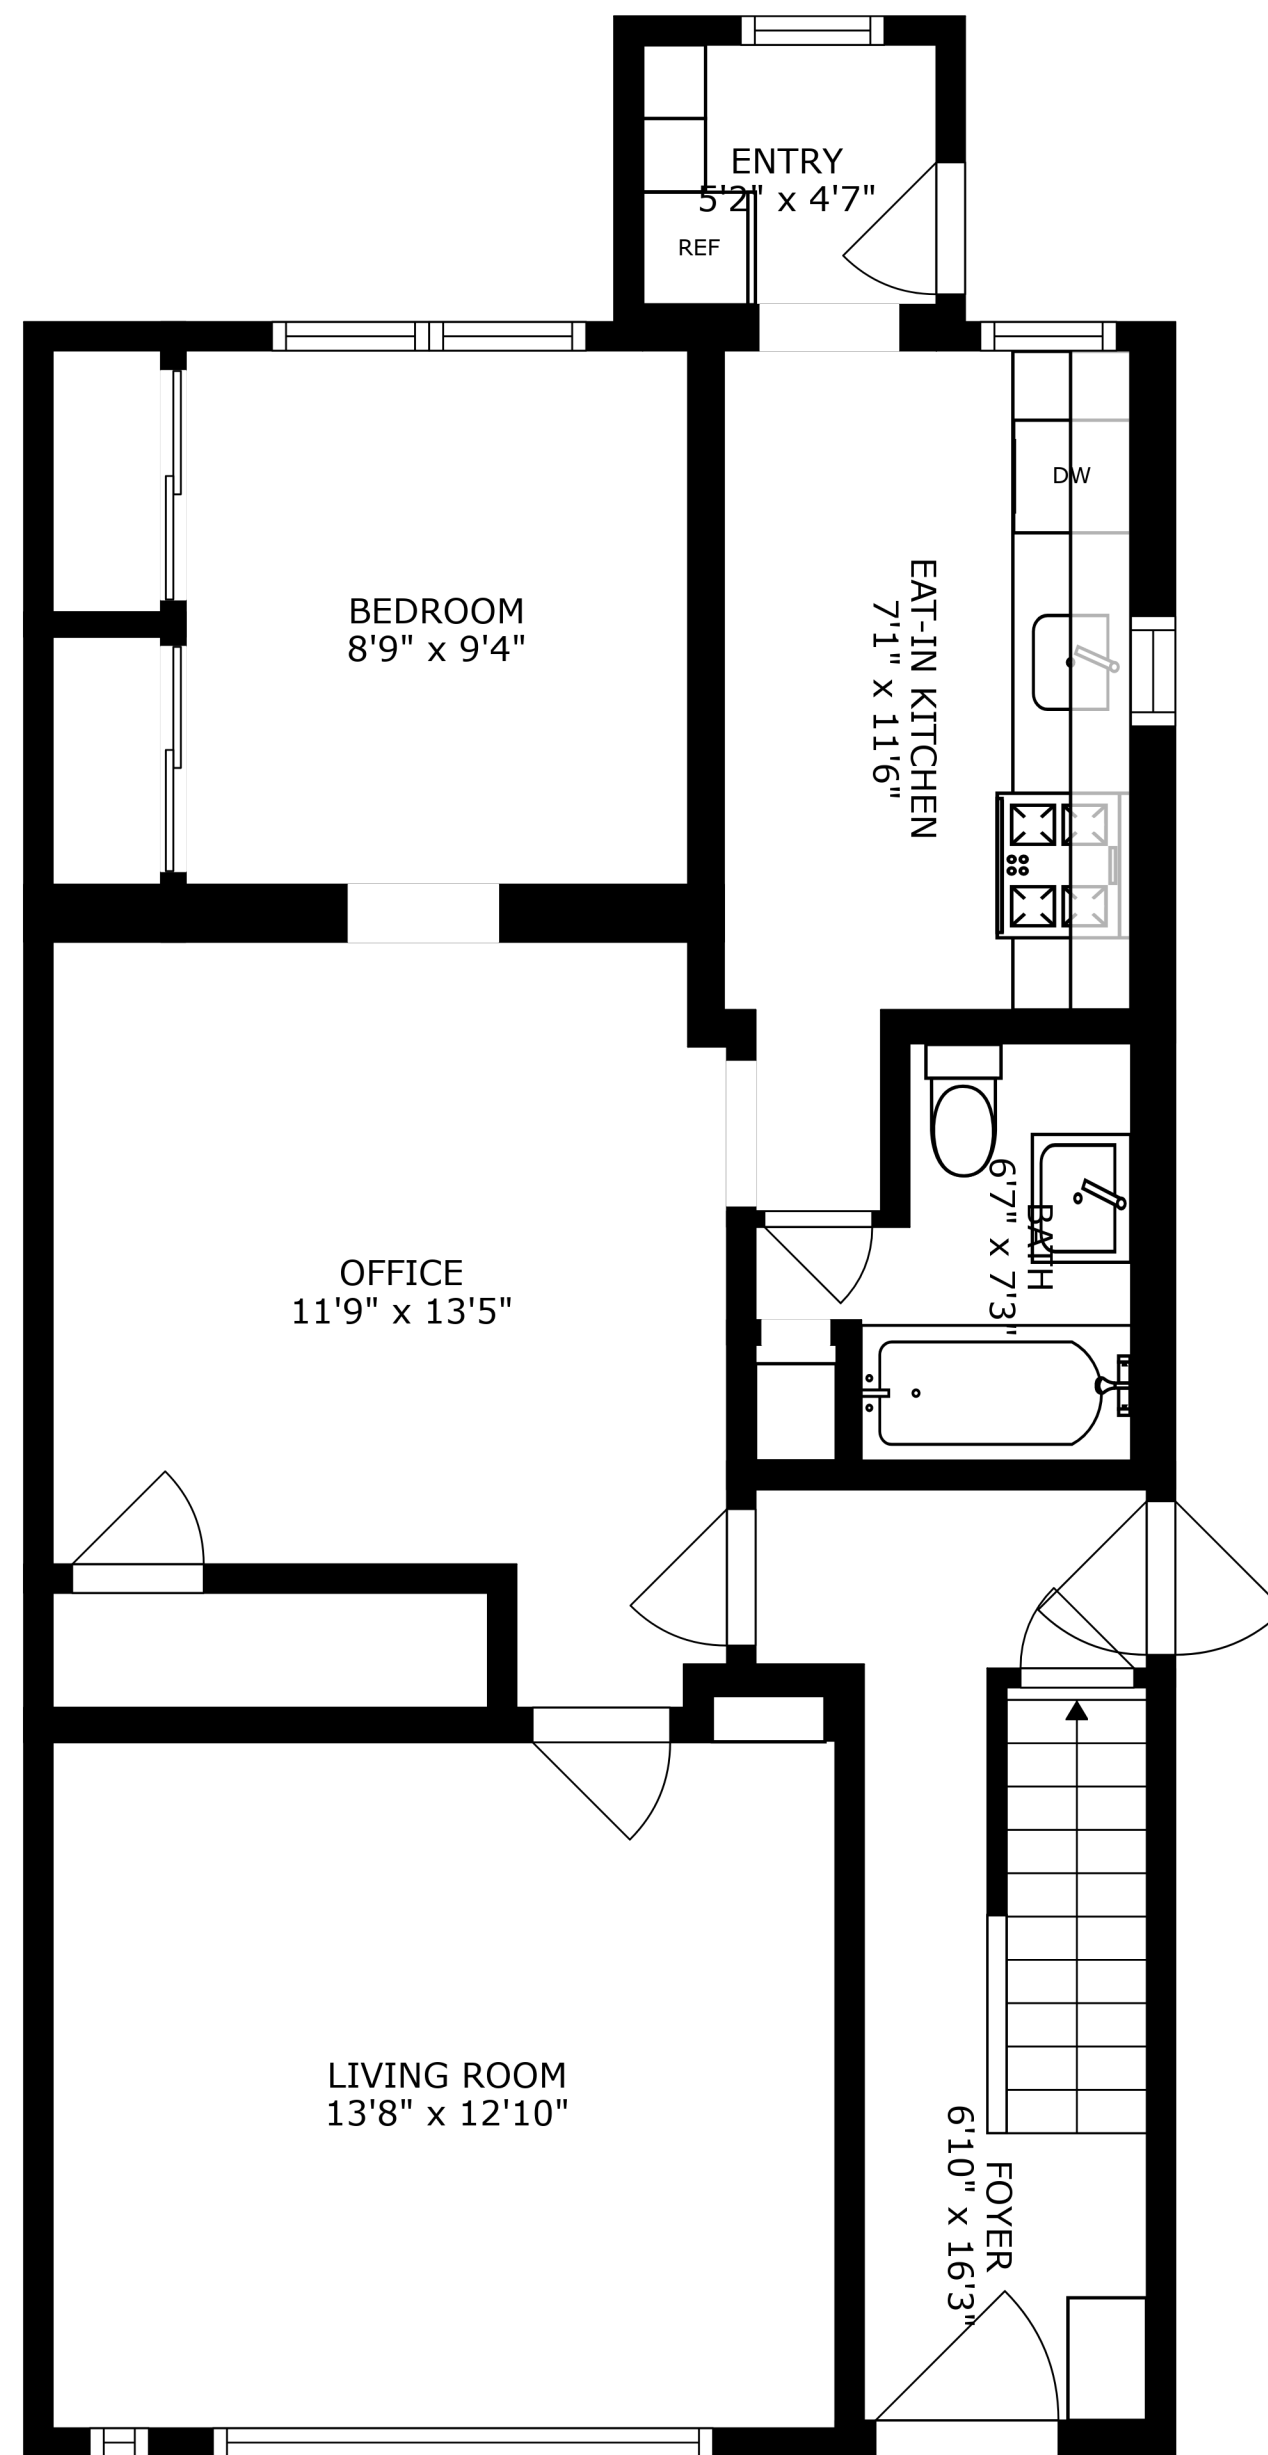 ENTRY
5'2" x 4'7"
REF
DW
BEDROOM
8'9" x 9'4"
EAT-IN KITCHEN
7'1" x 11'6"
BATH
6'7" x 7'3"
OFFICE
11'9" x 13'5"
LIVING ROOM
13'8" x 12'10"
FOYER
6'10" x 16'3"